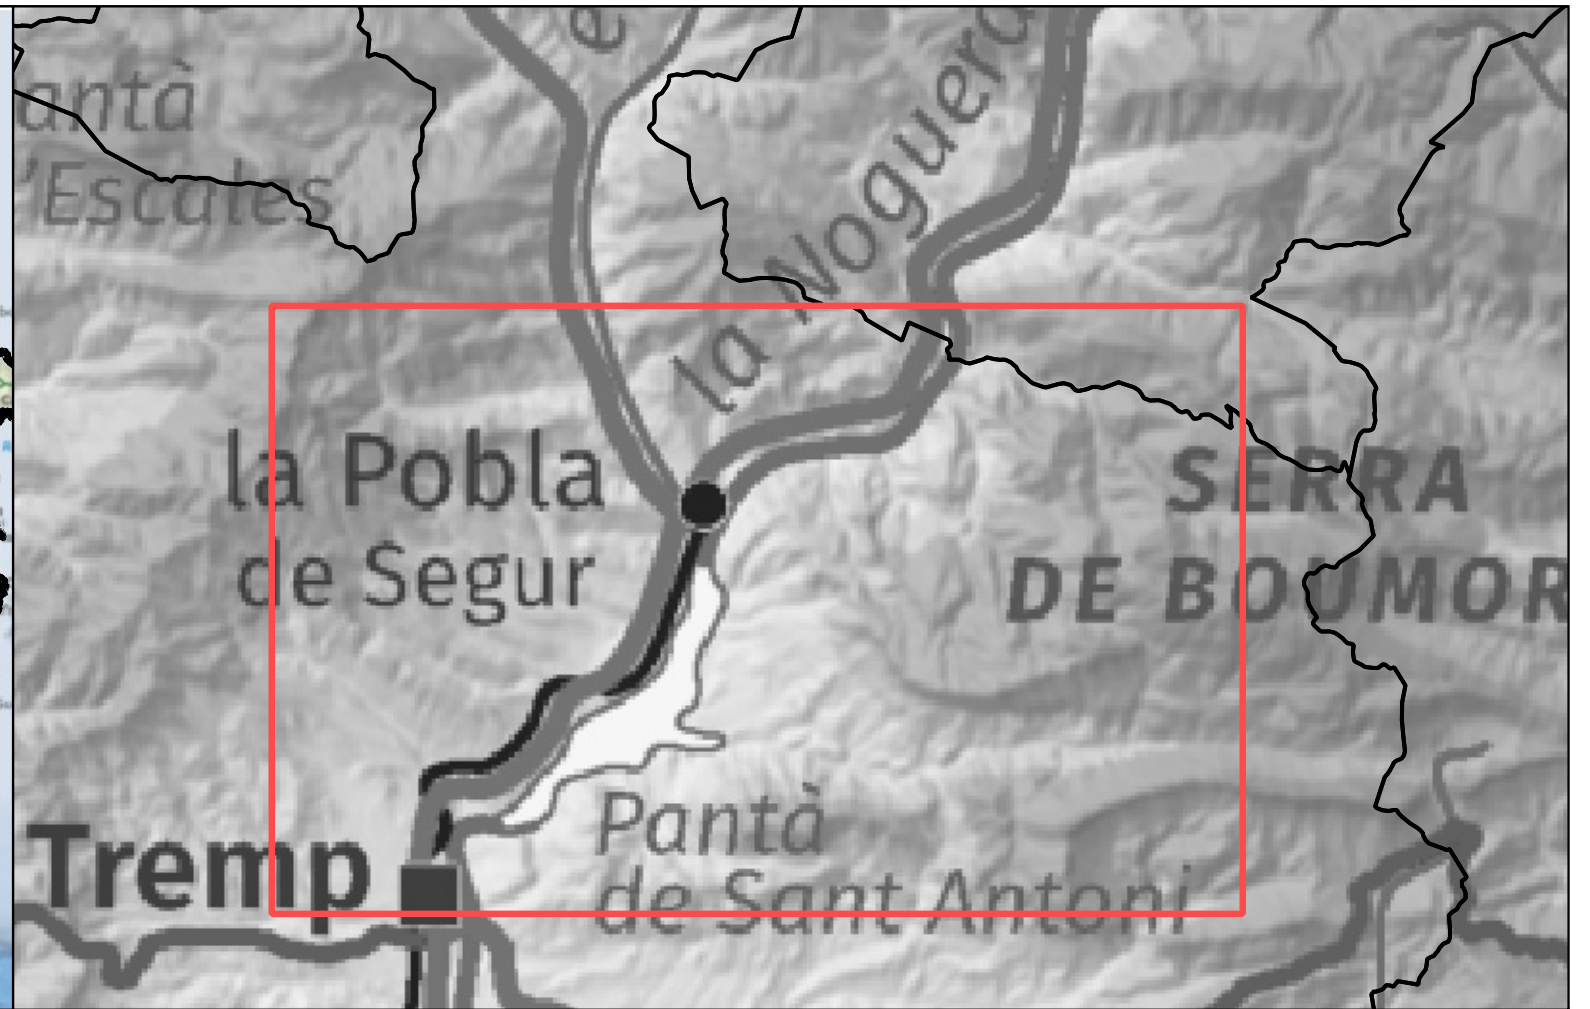 antà
'Escales
e
la Noguera
la Pobla
de Segur
SERRA
DE BOUMOR
Tremp
Pantà
de Sant Antoni